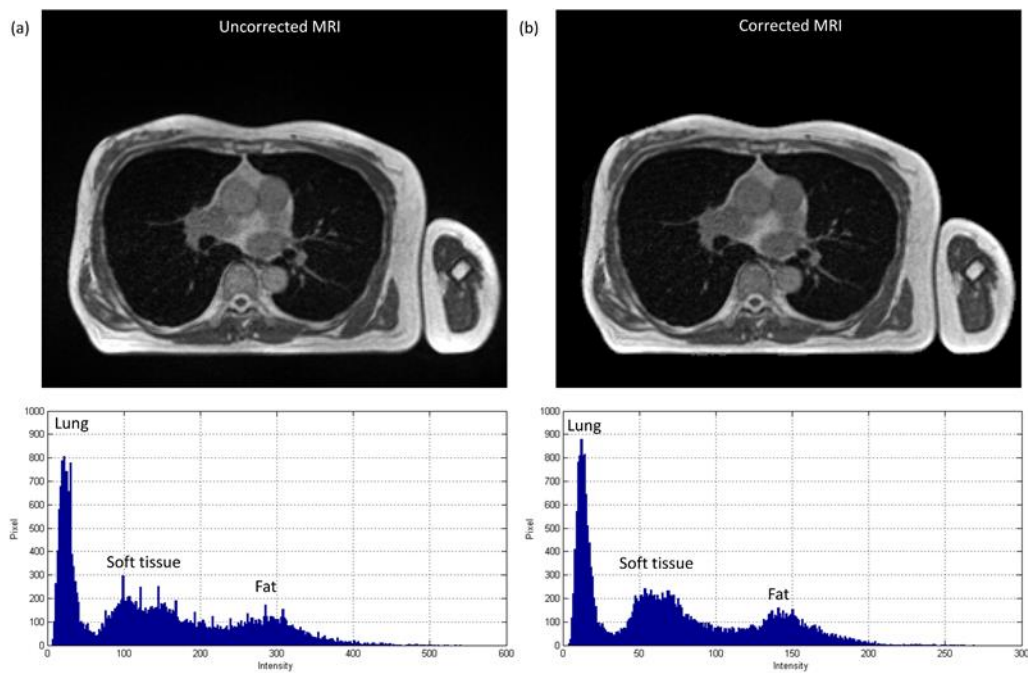 (a)
Uncorrected MRI
(b)
Corrected MRI
1000
900
800
700
600
500
400
300
200
100
0
Pixel
Lung
Soft tissue
Fat
0 100 200 300 400 500 600
Intensity
1000
900
800
700
600
500
400
300
200
100
0
Pixel
Lung
Soft tissue
Fat
0 50 100 150 200 250 300
Intensity